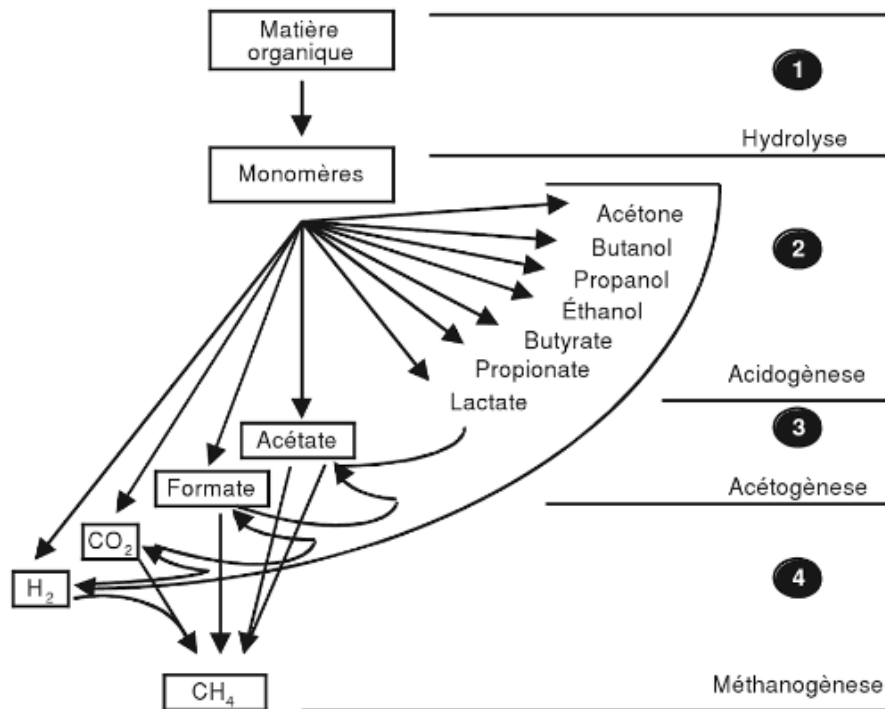 Matière
organique
1
Hydrolyse
Monomères
Acétone
Butanol
2
Propanol
Éthanol
Butyrate
Propionate
Acidogènese
Lactate
3
Acétate
Formate
Acétogènese
CO₂
H₂
4
CH₄
Méthanogènese